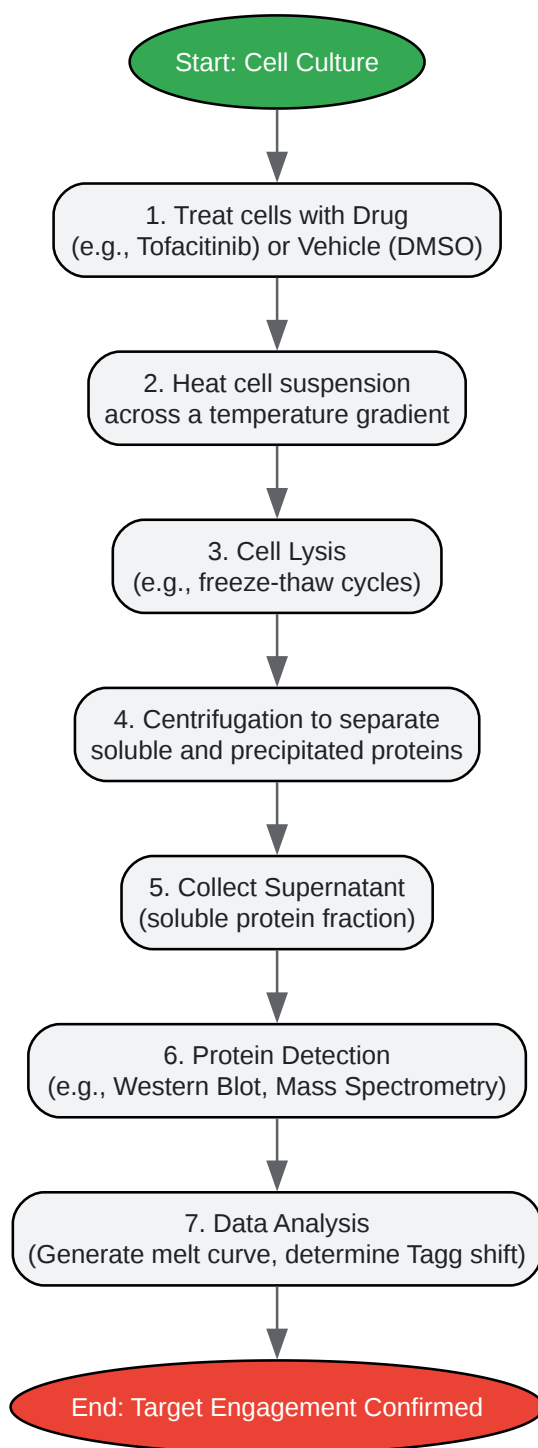 Start: Cell Culture
1. Treat cells with Drug
(e.g., Tofacitinib) or Vehicle (DMSO)
2. Heat cell suspension
across a temperature gradient
3. Cell Lysis
(e.g., freeze-thaw cycles)
4. Centrifugation to separate
soluble and precipitated proteins
5. Collect Supernatant
(soluble protein fraction)
6. Protein Detection
(e.g., Western Blot, Mass Spectrometry)
7. Data Analysis
(Generate melt curve, determine Tagg shift)
End: Target Engagement Confirmed